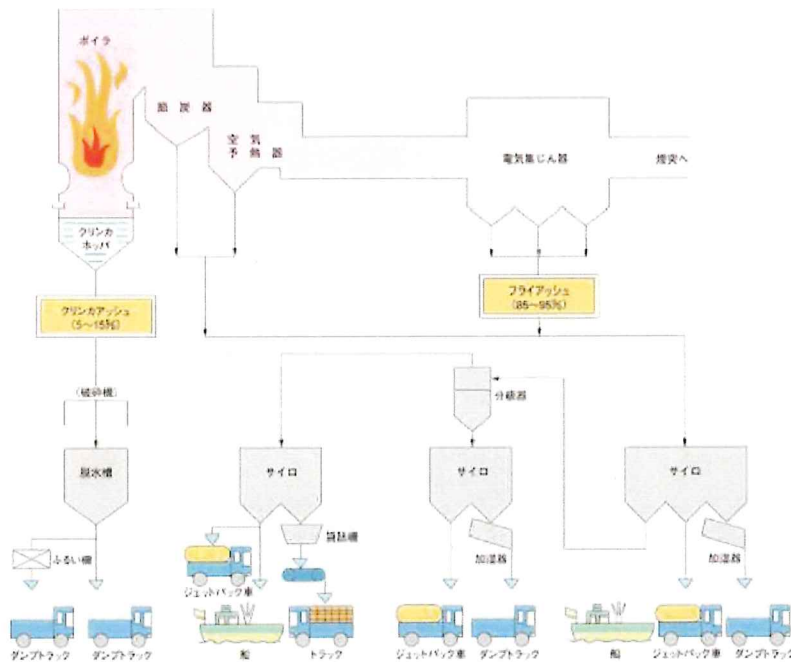 ボイラ
節炭器
空気
予熱器
電気集じん器
煙突へ
クリンカ
ホッパ
クリンカアッシュ
(5〜15%)
フライアッシュ
(85〜95%)
(破砕機)
分級器
脱水槽
サイロ
サイロ
サイロ
袋詰機
ふるい機
加湿器
加湿器
ジェットパック車
ダンプトラック
ダンプトラック
船
トラック
ジェットパック車
ダンプトラック
船
ジェットパック車
ダンプトラック